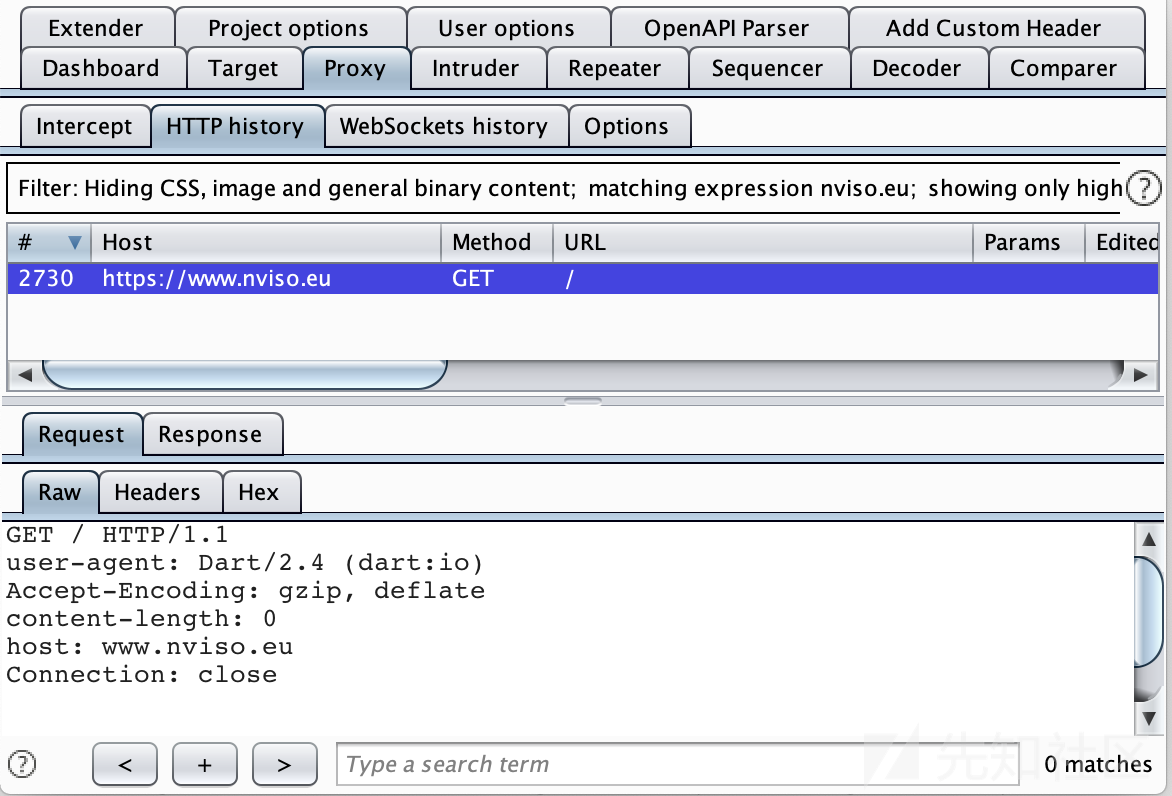 Extender Project options User options OpenAPI Parser Add Custom Header
Dashboard Target Proxy Intruder Repeater Sequencer Decoder Comparer
Intercept HTTP history WebSockets history Options
Filter: Hiding CSS, image and general binary content; matching expression nviso.eu; showing only high ?
# Host Method URL Params Edited
2730 https://www.nviso.eu GET /
Request Response
Raw Headers Hex
GET / HTTP/1.1
user-agent: Dart/2.4 (dart:io)
Accept-Encoding: gzip, deflate
content-length: 0
host: www.nviso.eu
Connection: close
? < + > Type a search term 0 matches
先知社区